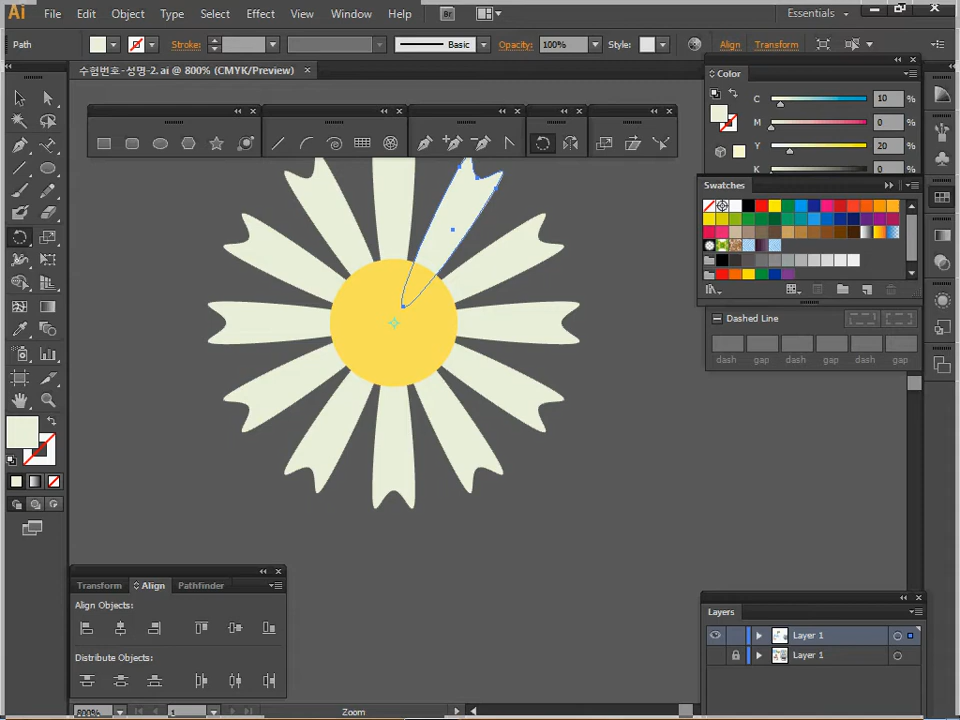 Ai File Edit Object Type Select Effect View Window Help Br Essentials
Path Stroke: Basic Opacity: 100% Style: Align Transform
수험번호-성명-2.ai @ 800% (CMYK/Preview) ×
Color
C 10 %
M 0 %
Y 20 %
K %
Swatches
Dashed Line
dash gap dash gap dash gap
Transform Align Pathfinder
Align Objects:
Distribute Objects:
Layers
Layer 1
Layer 1
800% 1 Zoom